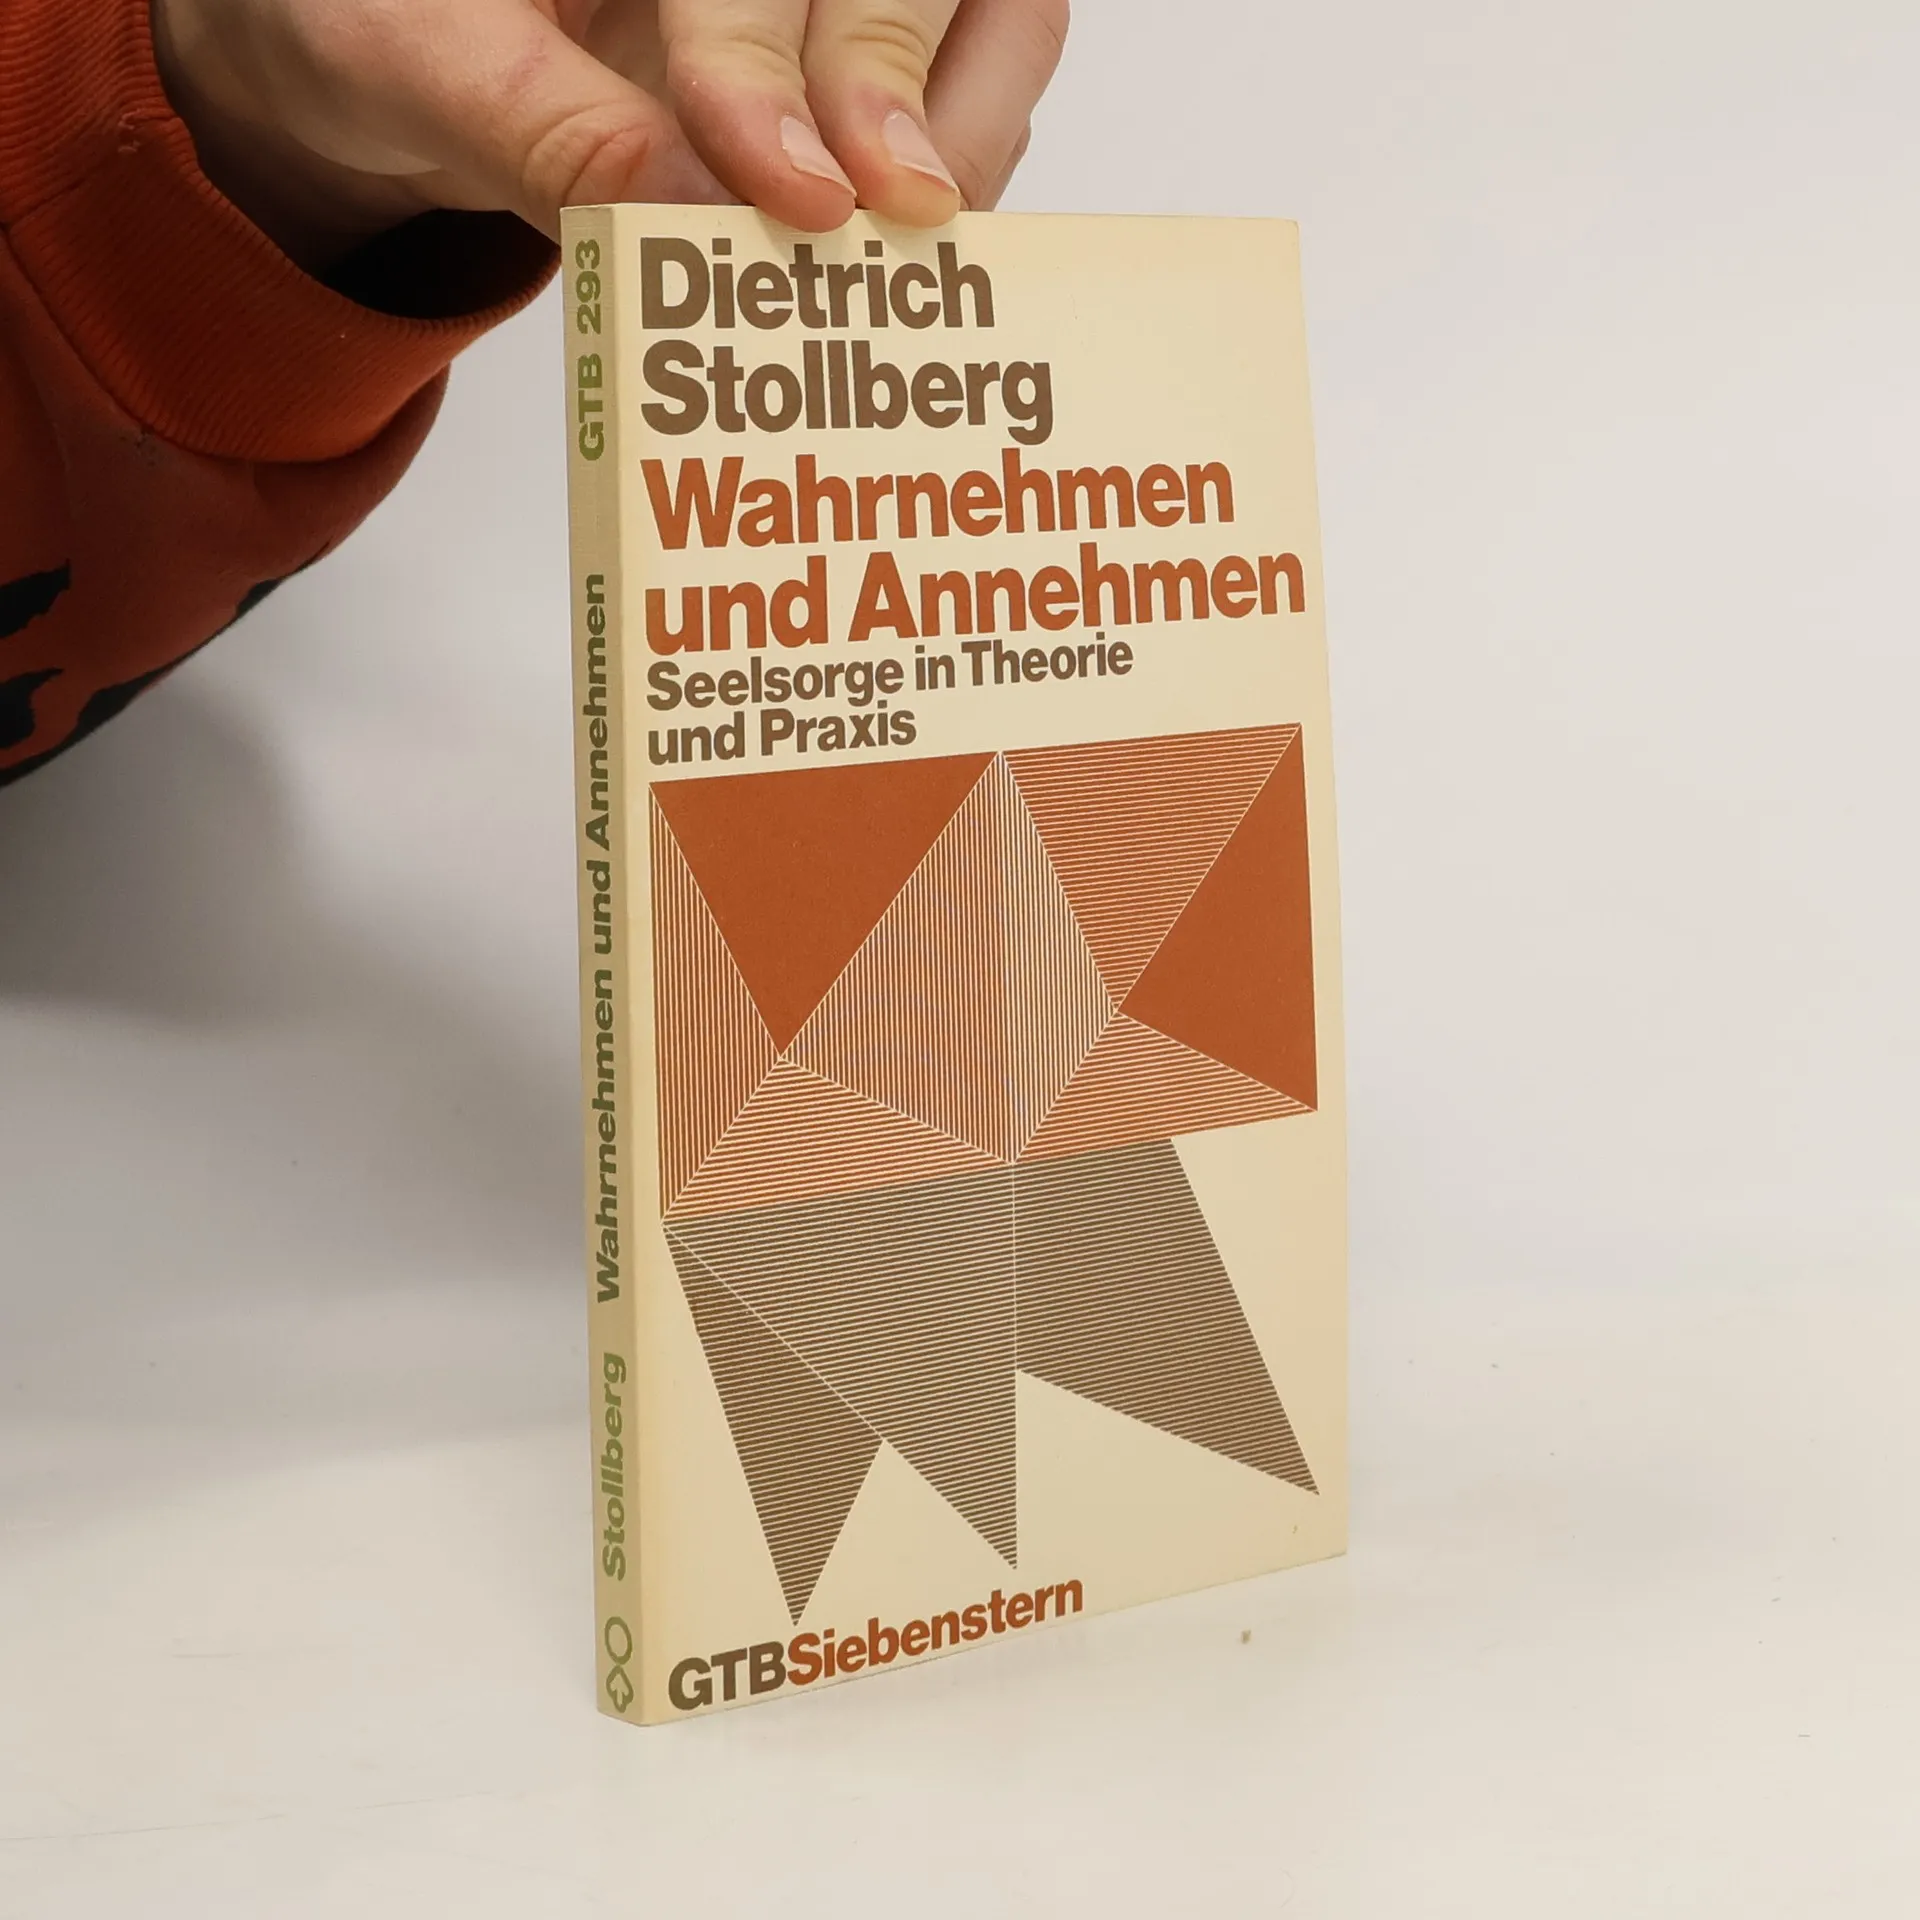 Dietrich
Stollberg
Wahrnehmen
und Annehmen
Seelsorge in Theorie
und Praxis
GTBSiebenstern
Stollberg Wahrnehmen und Annehmen GTB 293